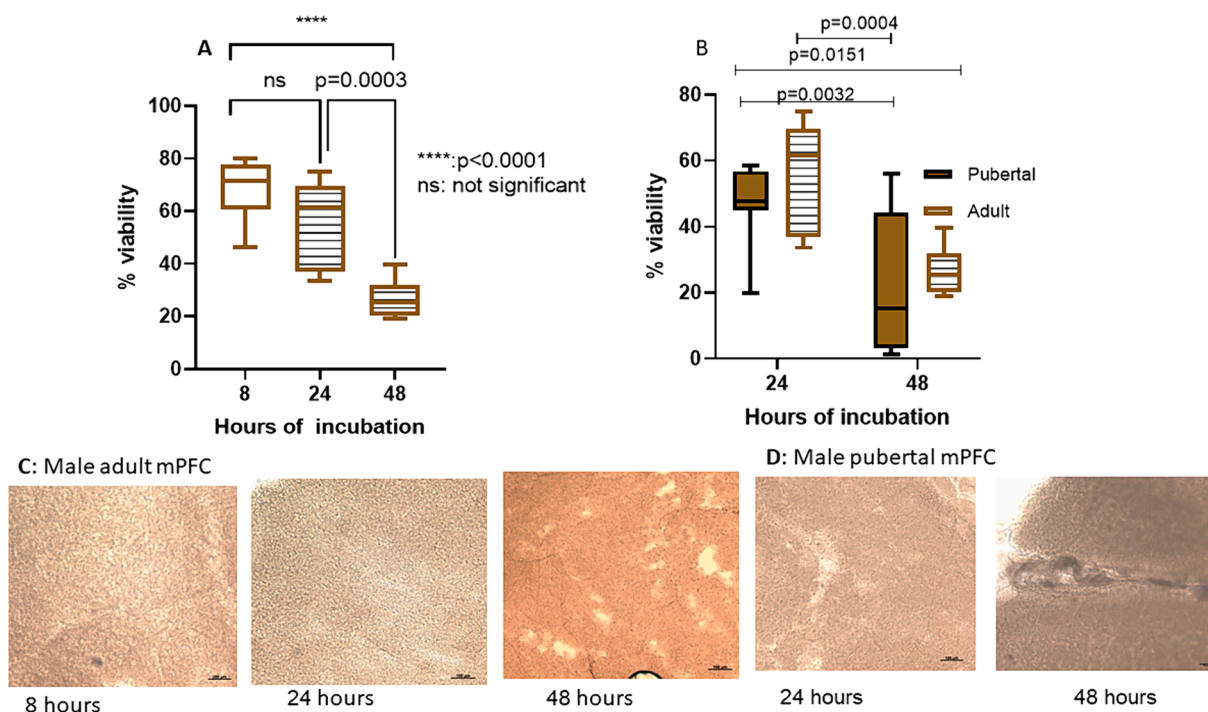 ****
A
ns
p=0.0003
100
80
60
40
20
0
% viability
8
24
48
Hours of incubation
****:p<0.0001
ns: not significant
B
p=0.0004
p=0.0151
p=0.0032
80
60
40
20
0
% viability
24
48
Hours of incubation
Pubertal
Adult
C: Male adult mPFC
D: Male pubertal mPFC
8 hours
24 hours
48 hours
24 hours
48 hours